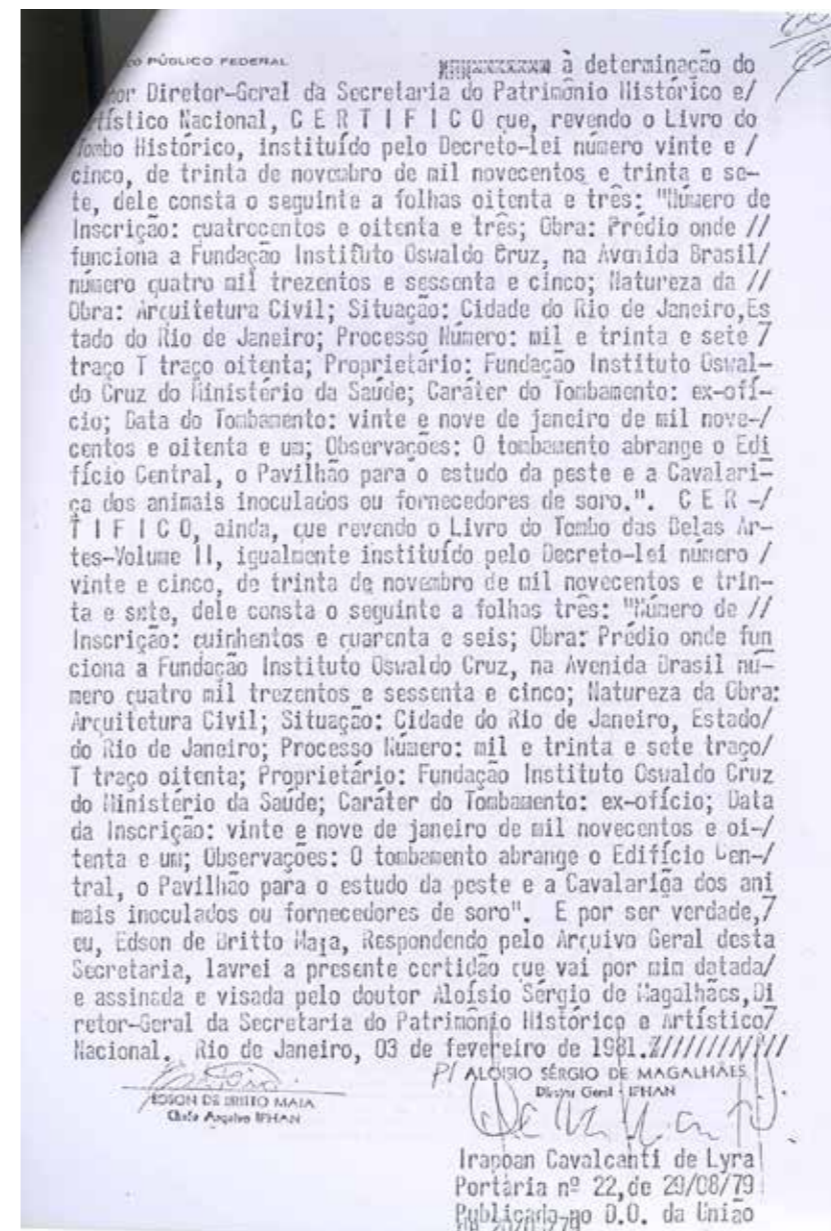 PÚBLICO FEDERAL
à determinação do
Diretor-Geral da Secretaria do Patrimônio Histórico e/
Nacional, C E R T I F I C O que, revendo o Livro do
Tombo Histórico, instituído pelo Decreto-lei número vinte e /
cinco, de trinta de novembro de mil novecentos e trinta e se-
te, dele consta o seguinte a folhas oitenta e três: "Número de
Inscrição: quatrocentos e oitenta e três; Obra: Prédio onde //
funciona a Fundação Instituto Oswaldo Cruz, na Avenida Brasil/
número quatro mil trezentos e sessenta e cinco; Natureza da //
Obra: Arquitetura Civil; Situação: Cidade do Rio de Janeiro,Es
tado do Rio de Janeiro; Processo Número: mil e trinta e sete /
traço T traço oitenta; Proprietário: Fundação Instituto Oswal-
do Cruz do Ministério da Saúde; Caráter do Tombamento: ex-ofí-
cio; Data do Tombamento: vinte e nove de janeiro de mil nove-/
centos e oitenta e um; Observações: O tombamento abrange o Edi
fício Central, o Pavilhão para o estudo da peste e a Cavalari-
ça dos animais inoculados ou fornecedores de soro.". C E R -/
T I F I C O, ainda, que revendo o Livro do Tombo das Belas Ar-
tes-Volume II, igualmente instituído pelo Decreto-lei número /
vinte e cinco, de trinta de novembro de mil novecentos e trin-
ta e sete, dele consta o seguinte a folhas três: "Número de //
Inscrição: quinhentos e quarenta e seis; Obra: Prédio onde fun
ciona a Fundação Instituto Oswaldo Cruz, na Avenida Brasil nú-
mero quatro mil trezentos e sessenta e cinco; Natureza da Obra:
Arquitetura Civil; Situação: Cidade do Rio de Janeiro, Estado/
do Rio de Janeiro; Processo Número: mil e trinta e sete traço/
T traço oitenta; Proprietário: Fundação Instituto Oswaldo Cruz
do Ministério da Saúde; Caráter do Tombamento: ex-ofício; Data
da Inscrição: vinte e nove de janeiro de mil novecentos e oi-/
tenta e um; Observações: O tombamento abrange o Edifício Cen-/
tral, o Pavilhão para o estudo da peste e a Cavalariça dos ani
mais inoculados ou fornecedores de soro". E por ser verdade,/
eu, Edson de Britto Maia, Respondendo pelo Arquivo Geral desta
Secretaria, lavrei a presente certidão que vai por mim datada/
e assinada e visada pelo doutor Aloísio Sérgio de Magalhães,Di
retor-Geral da Secretaria do Patrimônio Histórico e Artístico/
Nacional. Rio de Janeiro, 03 de fevereiro de 1981.//////////
P/ ALOISIO SÉRGIO DE MAGALHÃES
EDSON DE BRITTO MAIA
Diretor Geral - IPHAN
Chefe Arquivo IPHAN
Irapoan Cavalcanti de Lyra
Portaria nº 22,de 29/08/79
Publicada no D.O. da União